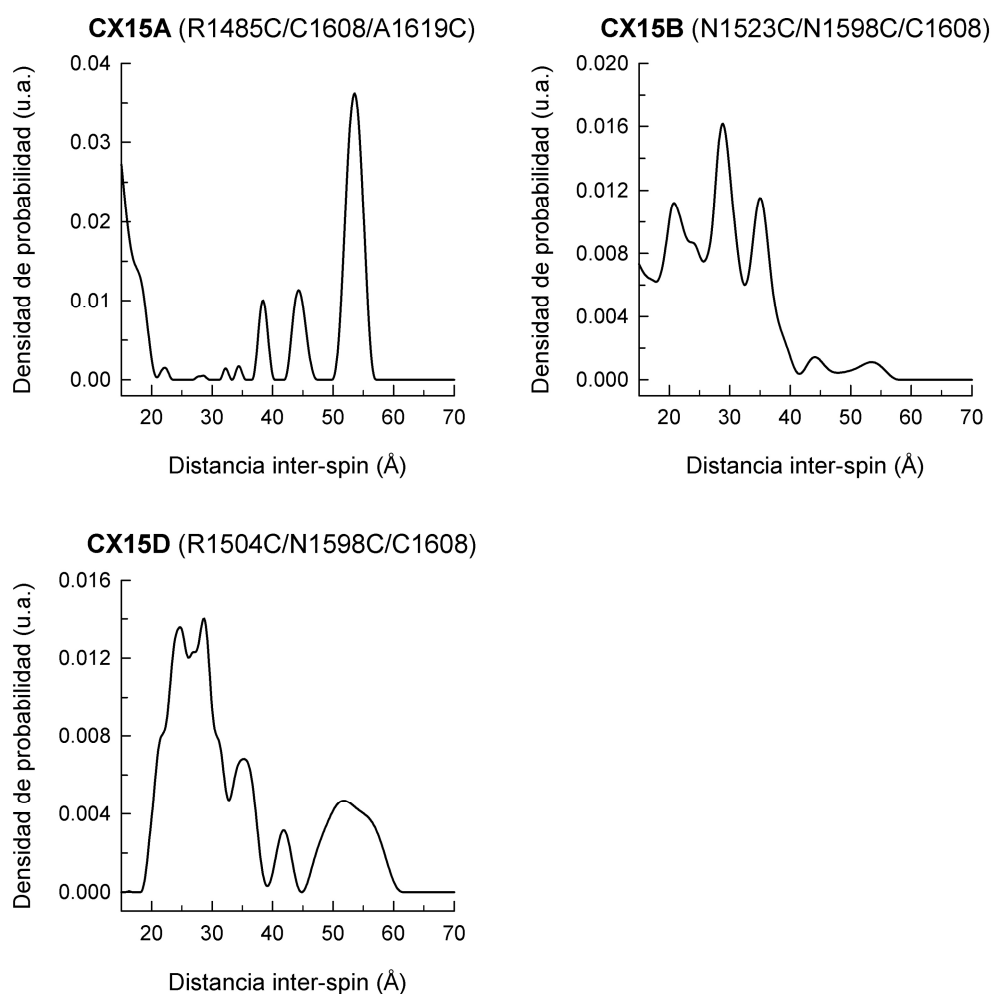 CX15A (R1485C/C1608/A1619C)
Densidad de probabilidad (u.a.)
0.04
0.03
0.02
0.01
0.00
20 30 40 50 60 70
Distancia inter-spin (Å)
CX15B (N1523C/N1598C/C1608)
Densidad de probabilidad (u.a.)
0.020
0.016
0.012
0.008
0.004
0.000
20 30 40 50 60 70
Distancia inter-spin (Å)
CX15D (R1504C/N1598C/C1608)
Densidad de probabilidad (u.a.)
0.016
0.012
0.008
0.004
0.000
20 30 40 50 60 70
Distancia inter-spin (Å)